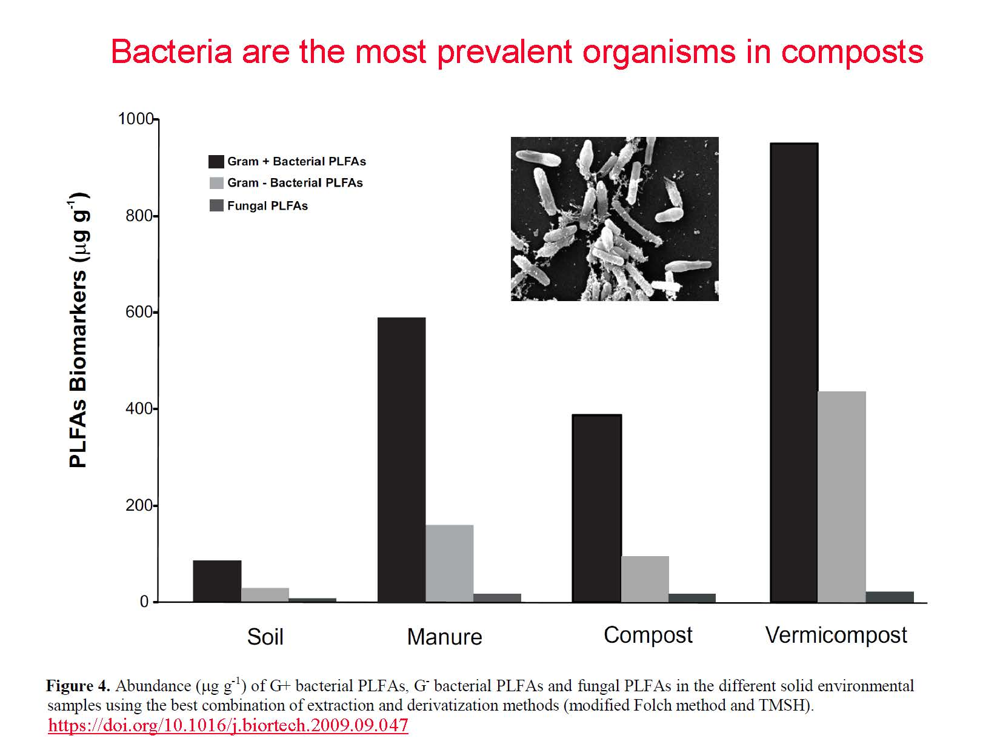 Bacteria are the most prevalent organisms in composts
1000
800
600
400
200
0
PLFAs Biomarkers (μg g⁻¹)
Gram + Bacterial PLFAs
Gram - Bacterial PLFAs
Fungal PLFAs
Soil
Manure
Compost
Vermicompost
Figure 4. Abundance (μg g⁻¹) of G+ bacterial PLFAs, G⁻ bacterial PLFAs and fungal PLFAs in the different solid environmental
samples using the best combination of extraction and derivatization methods (modified Folch method and TMSH).
https://doi.org/10.1016/j.biortech.2009.09.047